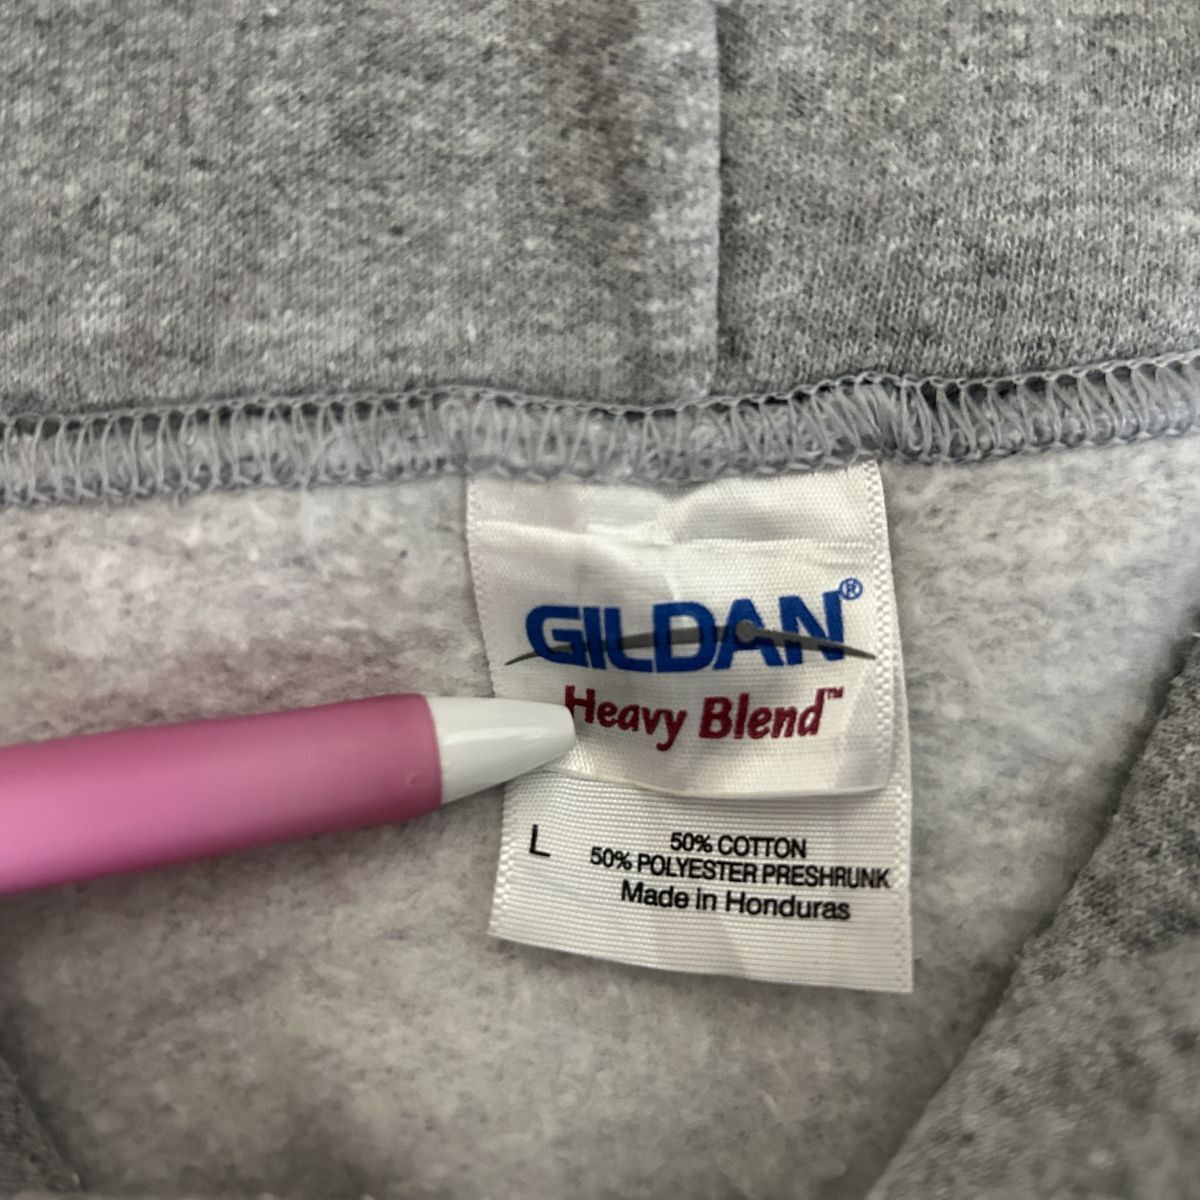 GILDAN®
Heavy Blend™
L
50% COTTON
50% POLYESTER PRESHRUNK
Made in Honduras